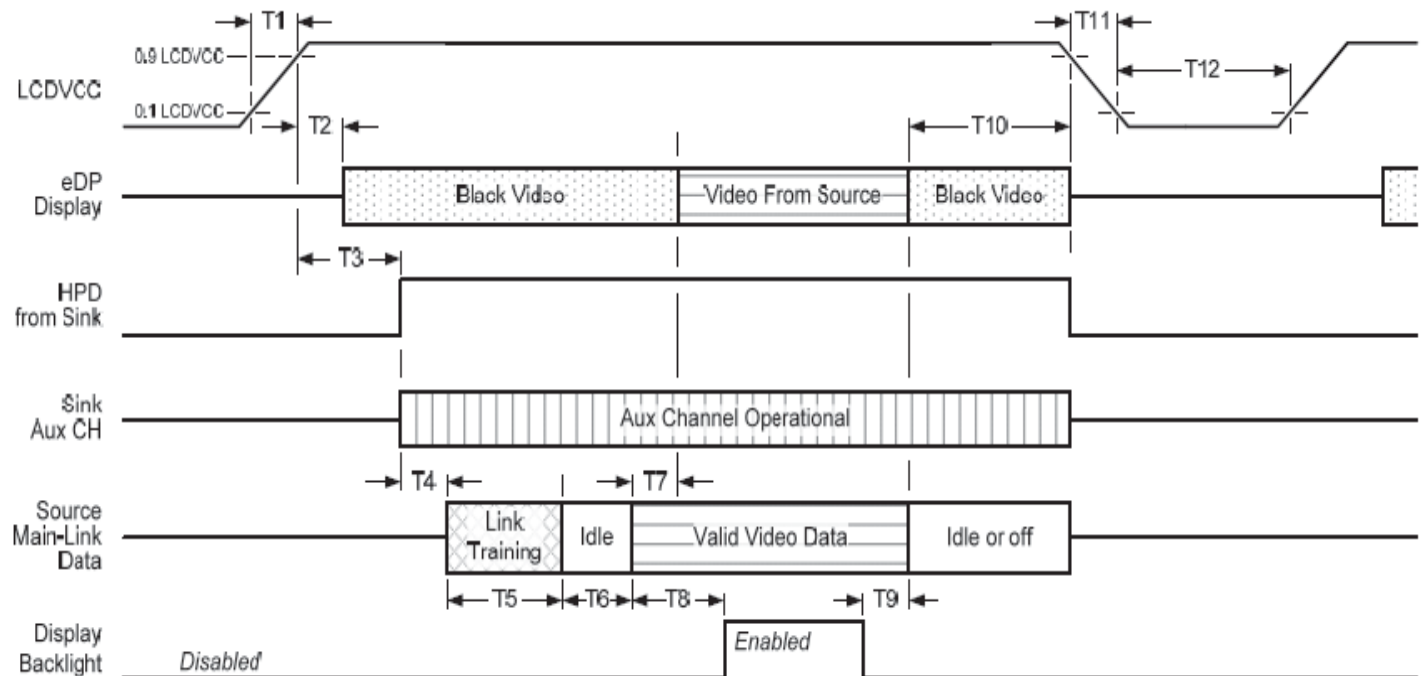 T1
T11
0.9 LCDVCC
LCDVCC
T12
0.1 LCDVCC
T2
T10
eDP
Display
Black Video
Video From Source
Black Video
T3
HPD
from Sink
Sink
Aux CH
Aux Channel Operational
T4
T7
Source
Main-Link
Data
Link
Training
Idle
Valid Video Data
Idle or off
T5
T6
T8
T9
Display
Backlight
Disabled
Enabled